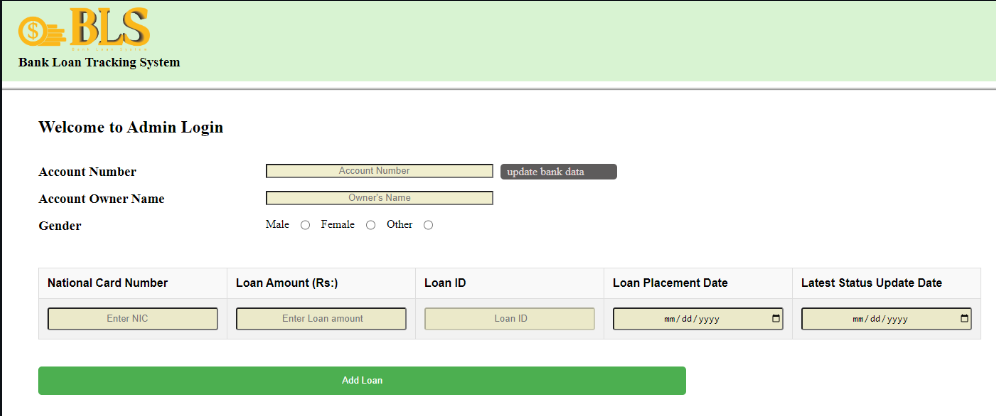 BLS
Bank Loan Tracking System
Welcome to Admin Login
Account Number Account Number update bank data
Account Owner Name Owner's Name
Gender Male Female Other
National Card Number Loan Amount (Rs:) Loan ID Loan Placement Date Latest Status Update Date
Enter NIC Enter Loan amount Loan ID mm/dd/yyyy mm/dd/yyyy
Add Loan